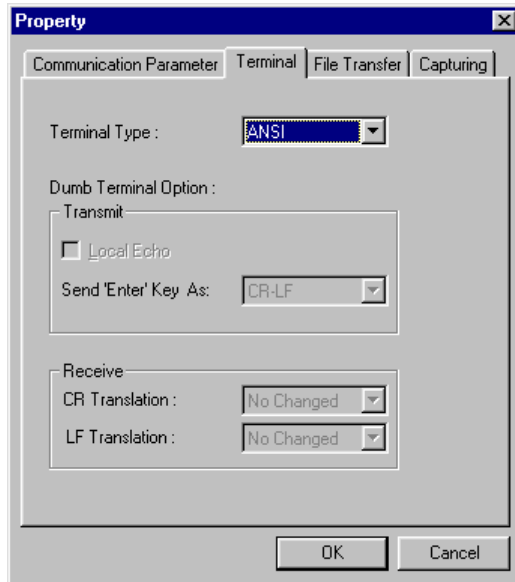 Property
Communication Parameter Terminal File Transfer Capturing
Terminal Type : ANSI
Dumb Terminal Option :
Transmit
Local Echo
Send 'Enter' Key As: CR-LF
Receive
CR Translation : No Changed
LF Translation : No Changed
OK Cancel